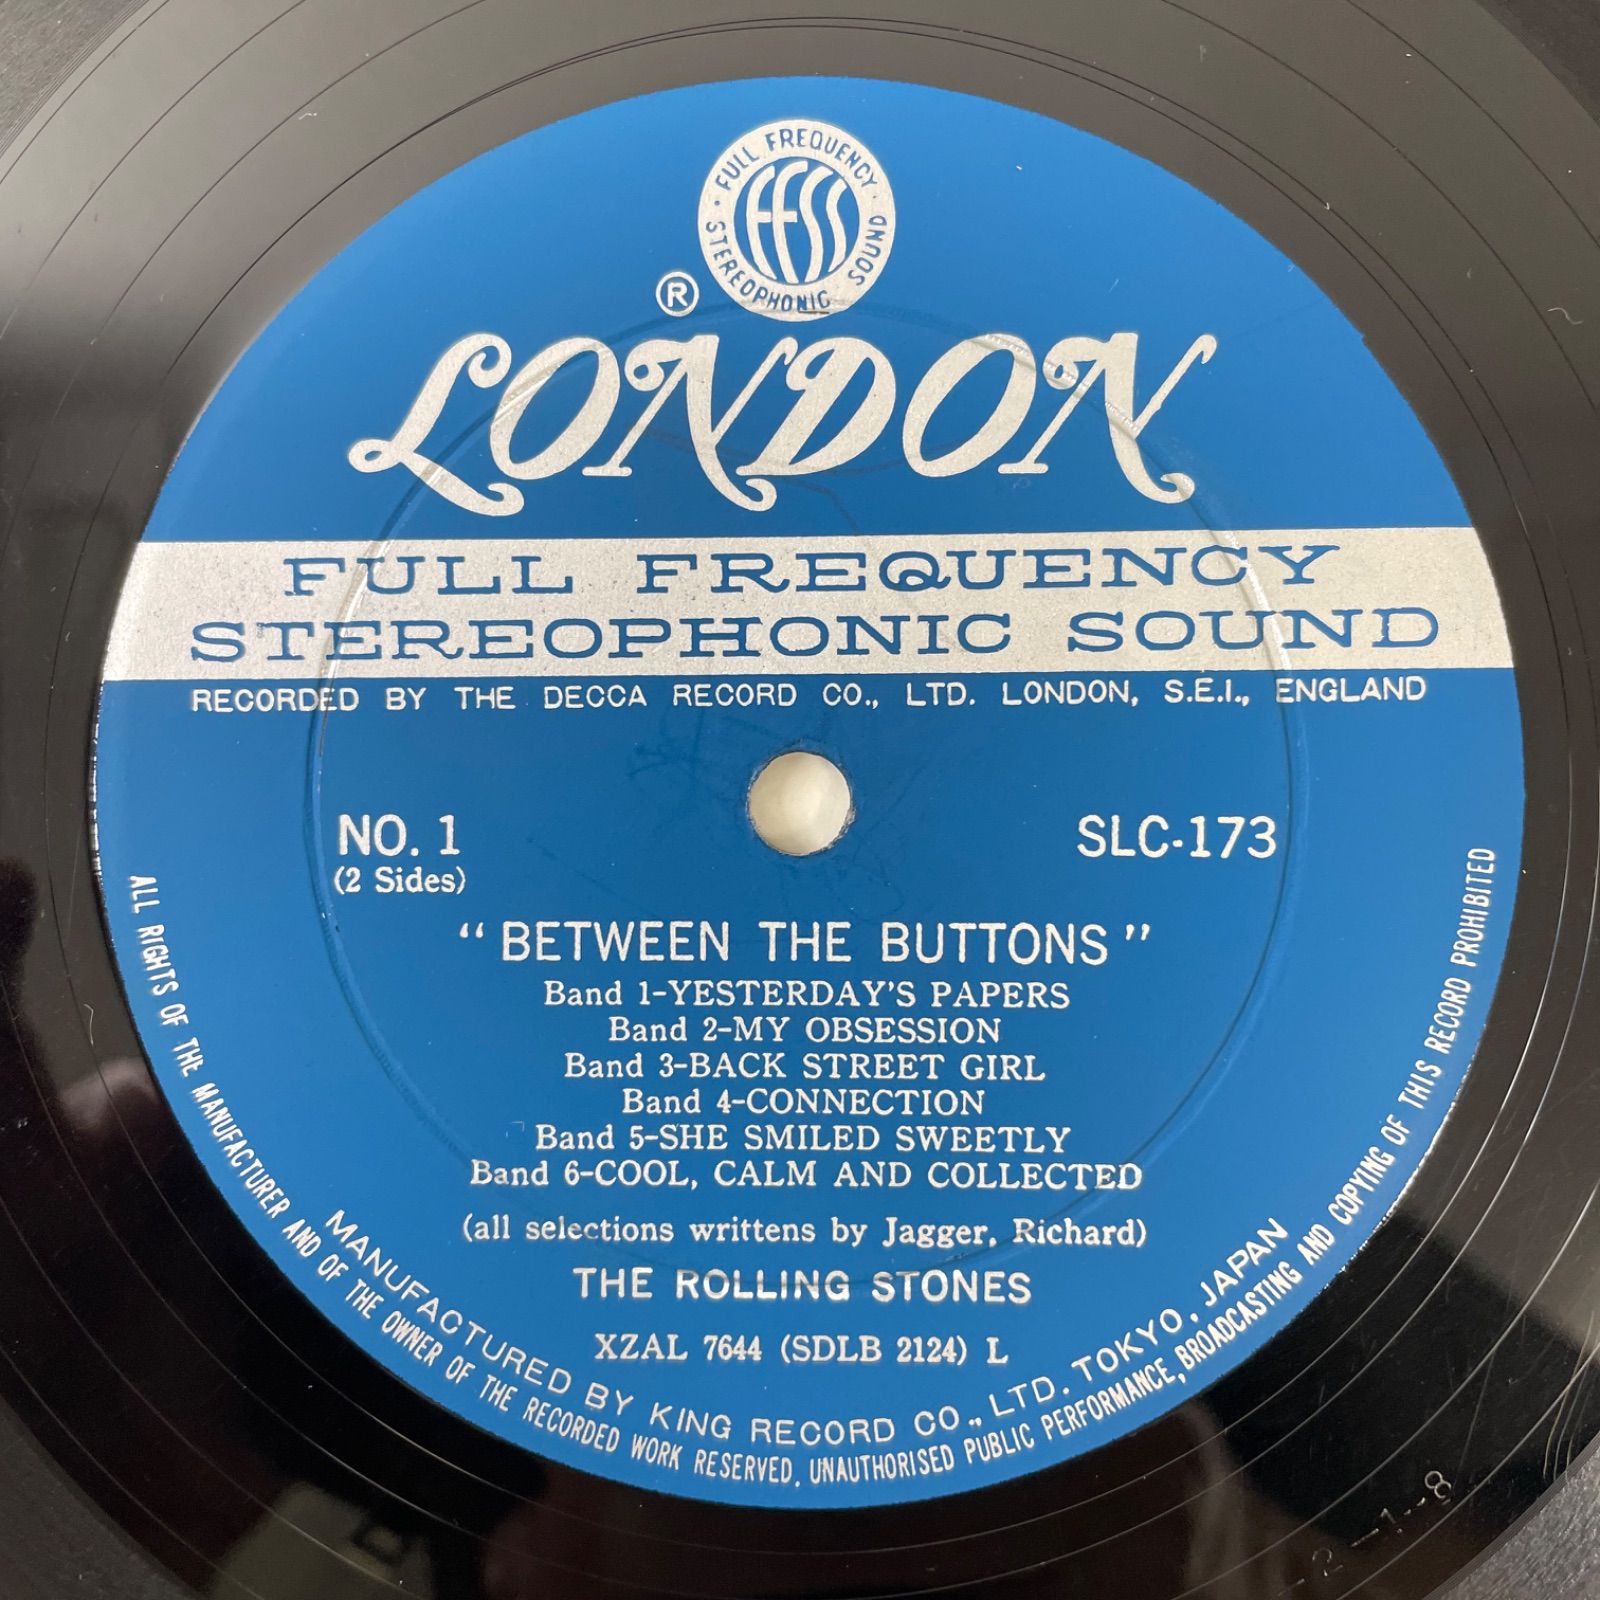 · FULL FREQUENCY ·
STEREOPHONIC SOUND
FFSS
®
LONDON
FULL FREQUENCY
STEREOPHONIC SOUND
RECORDED BY THE DECCA RECORD CO., LTD. LONDON, S.E.I., ENGLAND
NO. 1
SLC-173
(2 Sides)
"BETWEEN THE BUTTONS"
Band 1-YESTERDAY'S PAPERS
Band 2-MY OBSESSION
Band 3-BACK STREET GIRL
Band 4-CONNECTION
Band 5-SHE SMILED SWEETLY
Band 6-COOL, CALM AND COLLECTED
(all selections writtens by Jagger, Richard)
THE ROLLING STONES
XZAL 7644 (SDLB 2124) L
MANUFACTURED BY KING RECORD CO., LTD. TOKYO, JAPAN
ALL RIGHTS OF THE MANUFACTURER AND OF THE OWNER OF THE RECORDED WORK RESERVED, UNAUTHORISED PUBLIC PERFORMANCE, BROADCASTING AND COPYING OF THIS RECORD PROHIBITED